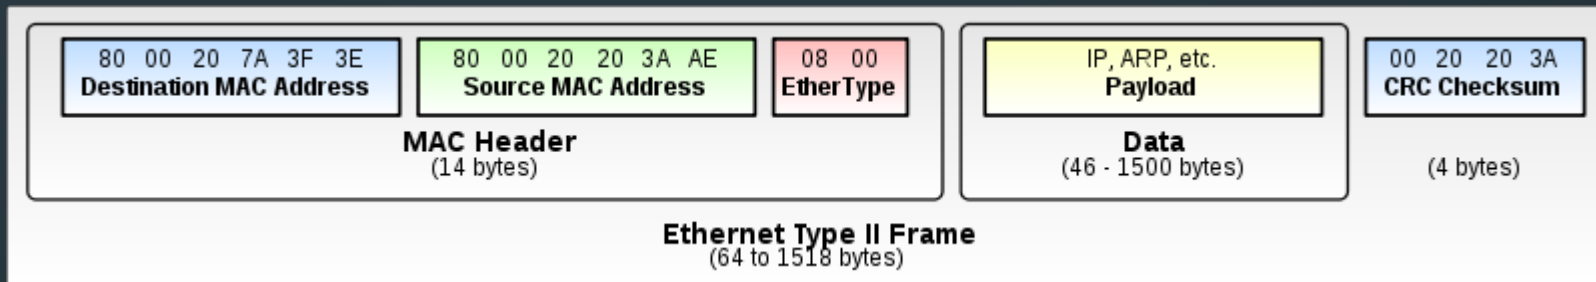 80 00 20 7A 3F 3E
Destination MAC Address
80 00 20 20 3A AE
Source MAC Address
08 00
EtherType
MAC Header
(14 bytes)
IP, ARP, etc.
Payload
Data
(46 - 1500 bytes)
00 20 20 3A
CRC Checksum
(4 bytes)
Ethernet Type II Frame
(64 to 1518 bytes)